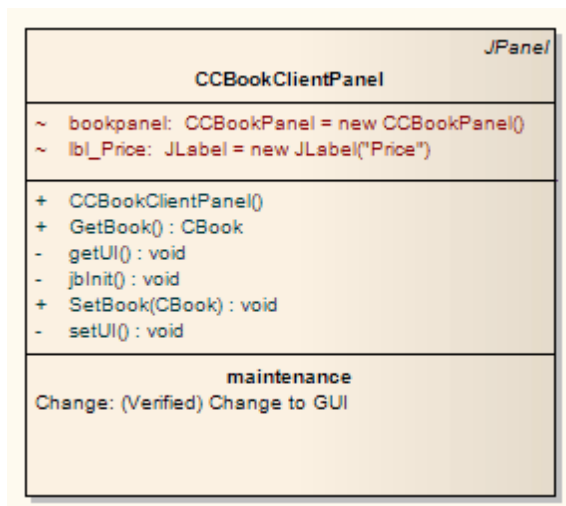 JPanel
CCBookClientPanel
~ bookpanel: CCBookPanel = new CCBookPanel()
~ lbl_Price: JLabel = new JLabel("Price")
+ CCBookClientPanel()
+ GetBook() : CBook
- getUI() : void
- jbInit() : void
+ SetBook(CBook) : void
- setUI() : void
maintenance
Change: (Verified) Change to GUI